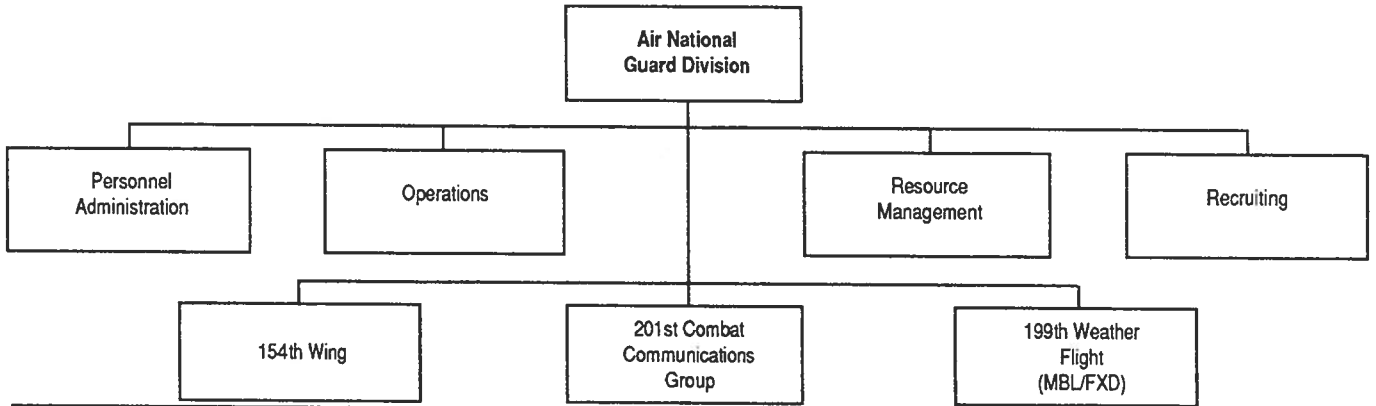 Air National
Guard Division
Personnel
Administration
Operations
Resource
Management
Recruiting
154th Wing
201st Combat
Communications
Group
199th Weather
Flight
(MBL/FXD)